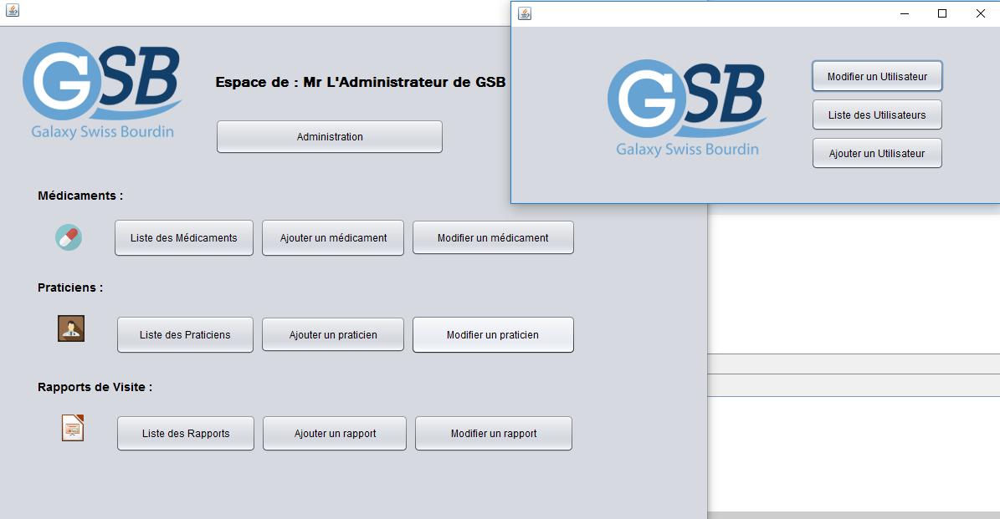 GSB
Galaxy Swiss Bourdin
Espace de : Mr L'Administrateur de GSB
Administration
Médicaments :
Liste des Médicaments
Ajouter un médicament
Modifier un médicament
Praticiens :
Liste des Praticiens
Ajouter un praticien
Modifier un praticien
Rapports de Visite :
Liste des Rapports
Ajouter un rapport
Modifier un rapport
GSB
Galaxy Swiss Bourdin
Modifier un Utilisateur
Liste des Utilisateurs
Ajouter un Utilisateur